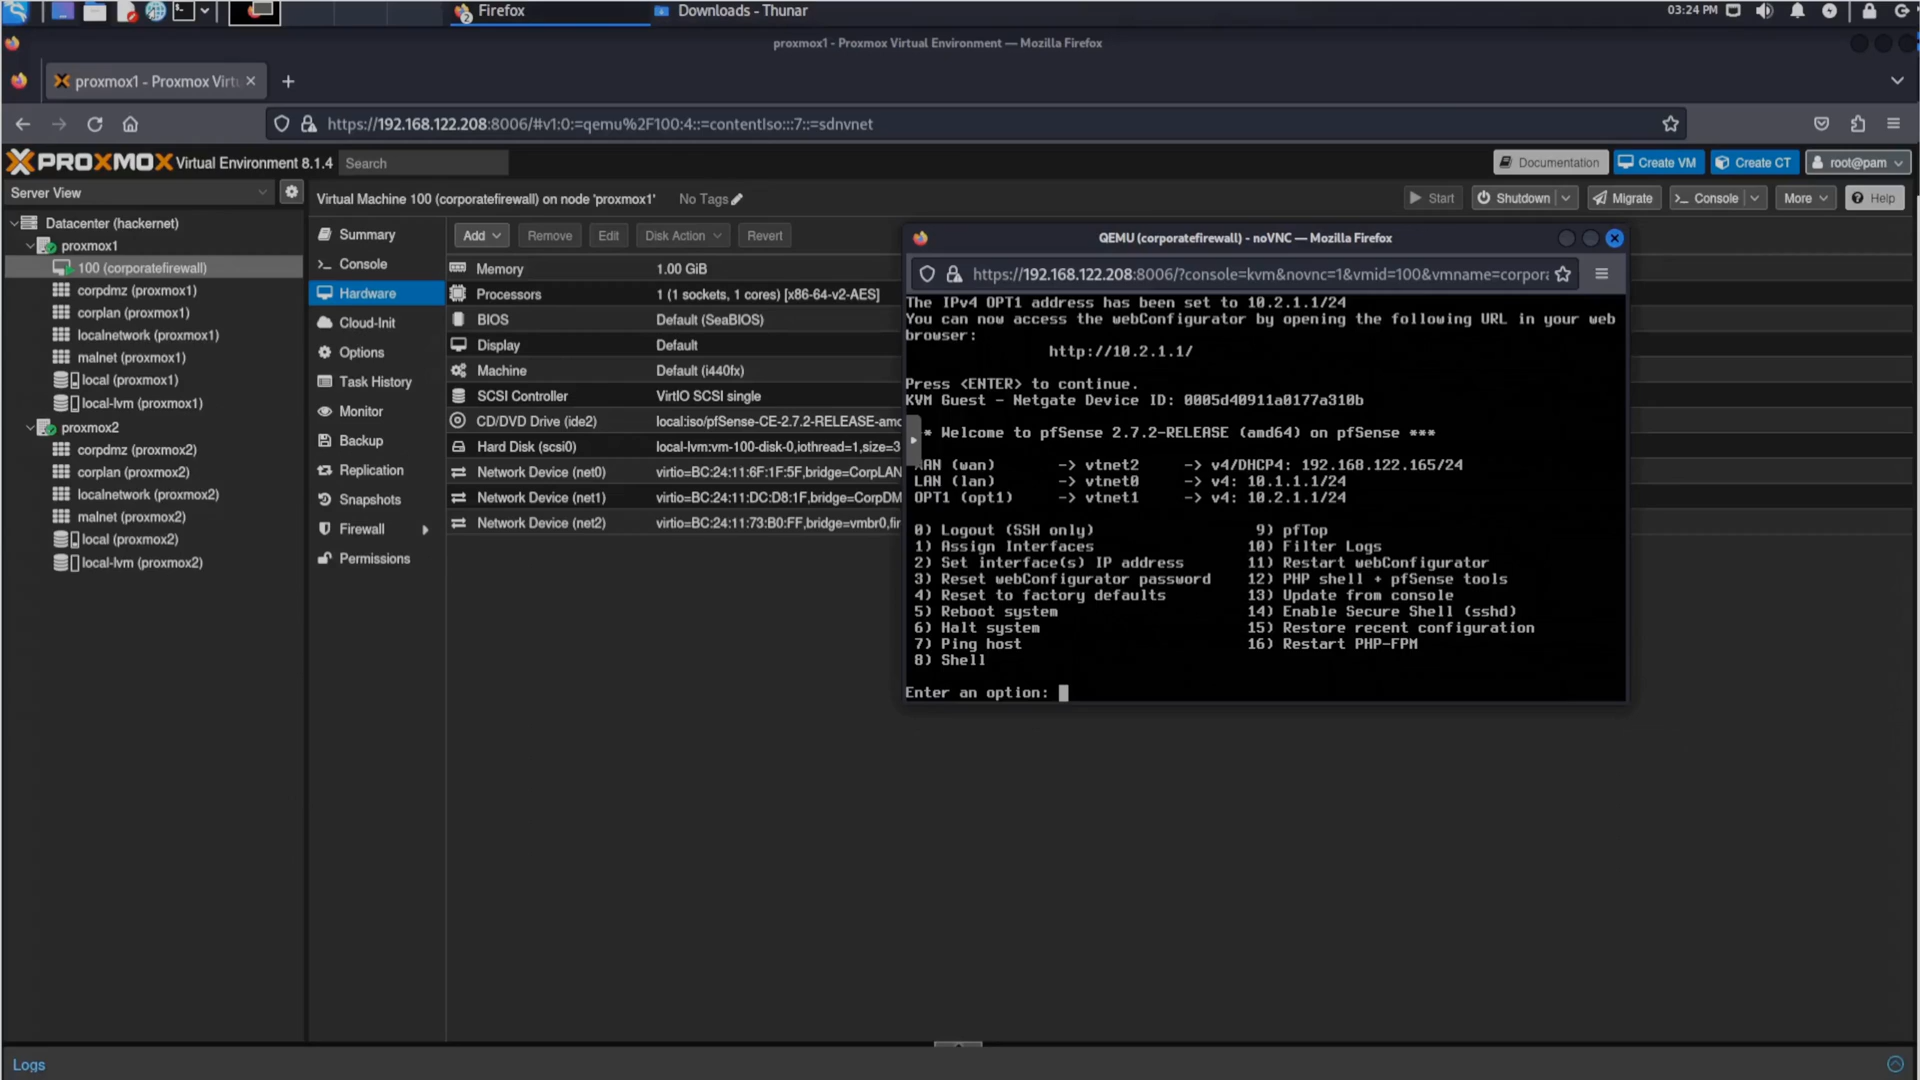 Firefox
Downloads - Thunar
03:24 PM
proxmox1 - Proxmox Virtual Environment — Mozilla Firefox
proxmox1 - Proxmox Virtu
https://192.168.122.208:8006/#v1:0:=qemu%2F100:4::=contentIso:::7::=sdnvnet
PROXMOX Virtual Environment 8.1.4
Search
Documentation
Create VM
Create CT
root@pam
Server View
Virtual Machine 100 (corporatefirewall) on node 'proxmox1'
No Tags
Start
Shutdown
Migrate
Console
More
Help
Datacenter (hackernet)
proxmox1
100 (corporatefirewall)
corpdmz (proxmox1)
corplan (proxmox1)
localnetwork (proxmox1)
malnet (proxmox1)
local (proxmox1)
local-lvm (proxmox1)
proxmox2
corpdmz (proxmox2)
corplan (proxmox2)
localnetwork (proxmox2)
malnet (proxmox2)
local (proxmox2)
local-lvm (proxmox2)
Summary
Console
Hardware
Cloud-Init
Options
Task History
Monitor
Backup
Replication
Snapshots
Firewall
Permissions
Add
Remove
Edit
Disk Action
Revert
Memory 1.00 GiB
Processors 1 (1 sockets, 1 cores) [x86-64-v2-AES]
BIOS Default (SeaBIOS)
Display Default
Machine Default (i440fx)
SCSI Controller VirtIO SCSI single
CD/DVD Drive (ide2) local:iso/pfSense-CE-2.7.2-RELEASE-amd
Hard Disk (scsi0) local-lvm:vm-100-disk-0,iothread=1,size=3
Network Device (net0) virtio=BC:24:11:6F:1F:5F,bridge=CorpLAN
Network Device (net1) virtio=BC:24:11:DC:D8:1F,bridge=CorpDM
Network Device (net2) virtio=BC:24:11:73:B0:FF,bridge=vmbr0,fir
QEMU (corporatefirewall) - noVNC — Mozilla Firefox
https://192.168.122.208:8006/?console=kvm&novnc=1&vmid=100&vmname=corpora
The IPv4 OPT1 address has been set to 10.2.1.1/24
You can now access the webConfigurator by opening the following URL in your web
browser:
http://10.2.1.1/
Press <ENTER> to continue.
KVM Guest - Netgate Device ID: 0005d40911a0177a310b
* Welcome to pfSense 2.7.2-RELEASE (amd64) on pfSense ***
WAN (wan) -> vtnet2 -> v4/DHCP4: 192.168.122.165/24
LAN (lan) -> vtnet0 -> v4: 10.1.1.1/24
OPT1 (opt1) -> vtnet1 -> v4: 10.2.1.1/24
0) Logout (SSH only) 9) pfTop
1) Assign Interfaces 10) Filter Logs
2) Set interface(s) IP address 11) Restart webConfigurator
3) Reset webConfigurator password 12) PHP shell + pfSense tools
4) Reset to factory defaults 13) Update from console
5) Reboot system 14) Enable Secure Shell (sshd)
6) Halt system 15) Restore recent configuration
7) Ping host 16) Restart PHP-FPM
8) Shell
Enter an option:
Logs